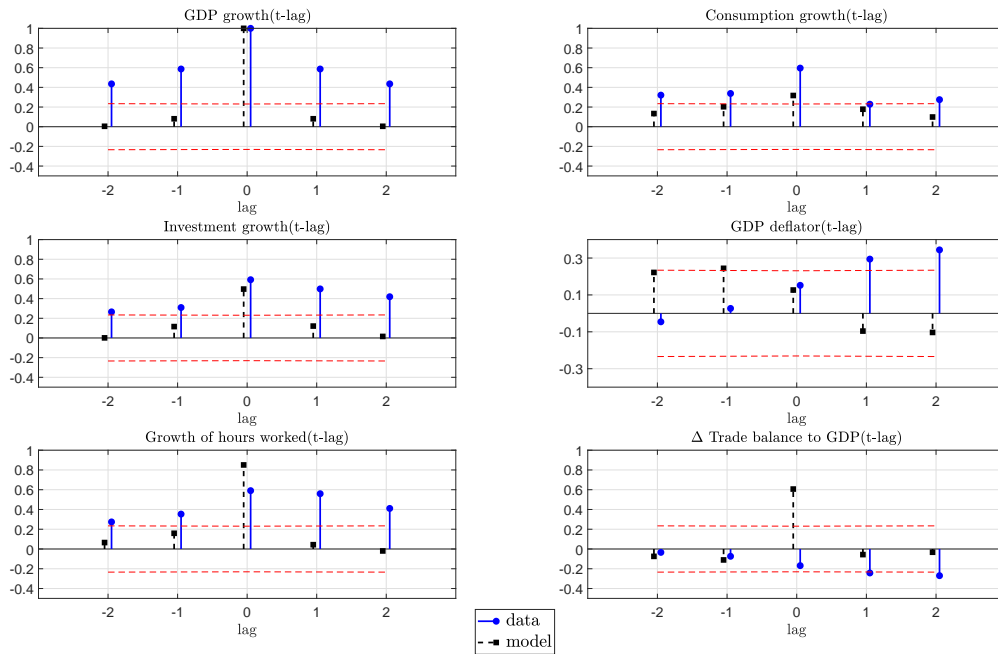 GDP growth(t-lag)
1
0.8
0.6
0.4
0.2
0
-0.2
-0.4
-2 -1 0 1 2
lag
Consumption growth(t-lag)
1
0.8
0.6
0.4
0.2
0
-0.2
-0.4
-2 -1 0 1 2
lag
Investment growth(t-lag)
1
0.8
0.6
0.4
0.2
0
-0.2
-0.4
-2 -1 0 1 2
lag
GDP deflator(t-lag)
0.3
0.1
-0.1
-0.3
-2 -1 0 1 2
lag
Growth of hours worked(t-lag)
1
0.8
0.6
0.4
0.2
0
-0.2
-0.4
-2 -1 0 1 2
lag
Δ Trade balance to GDP(t-lag)
1
0.8
0.6
0.4
0.2
0
-0.2
-0.4
-2 -1 0 1 2
lag
data
model